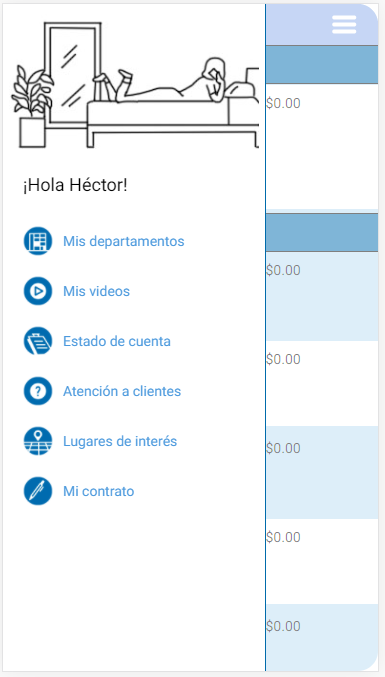 ¡Hola Héctor!
Mis departamentos
Mis videos
Estado de cuenta
Atención a clientes
Lugares de interés
Mi contrato
$0.00
$0.00
$0.00
$0.00
$0.00
$0.00